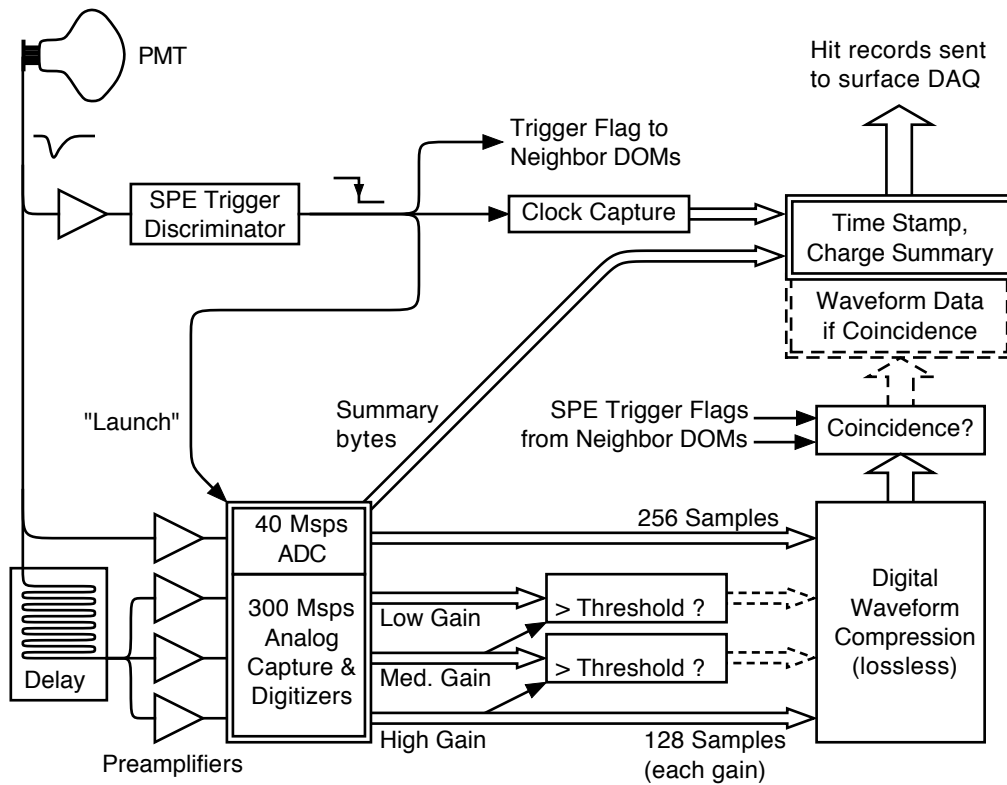 PMT
Hit records sent
to surface DAQ
Trigger Flag to
Neighbor DOMs
SPE Trigger
Discriminator
Clock Capture
Time Stamp,
Charge Summary
Waveform Data
if Coincidence
"Launch"
Summary
bytes
SPE Trigger Flags
from Neighbor DOMs
Coincidence?
40 Msps
ADC
256 Samples
300 Msps
Analog
Capture &
Digitizers
Low Gain
> Threshold ?
Med. Gain
> Threshold ?
High Gain
128 Samples
(each gain)
Digital
Waveform
Compression
(lossless)
Delay
Preamplifiers